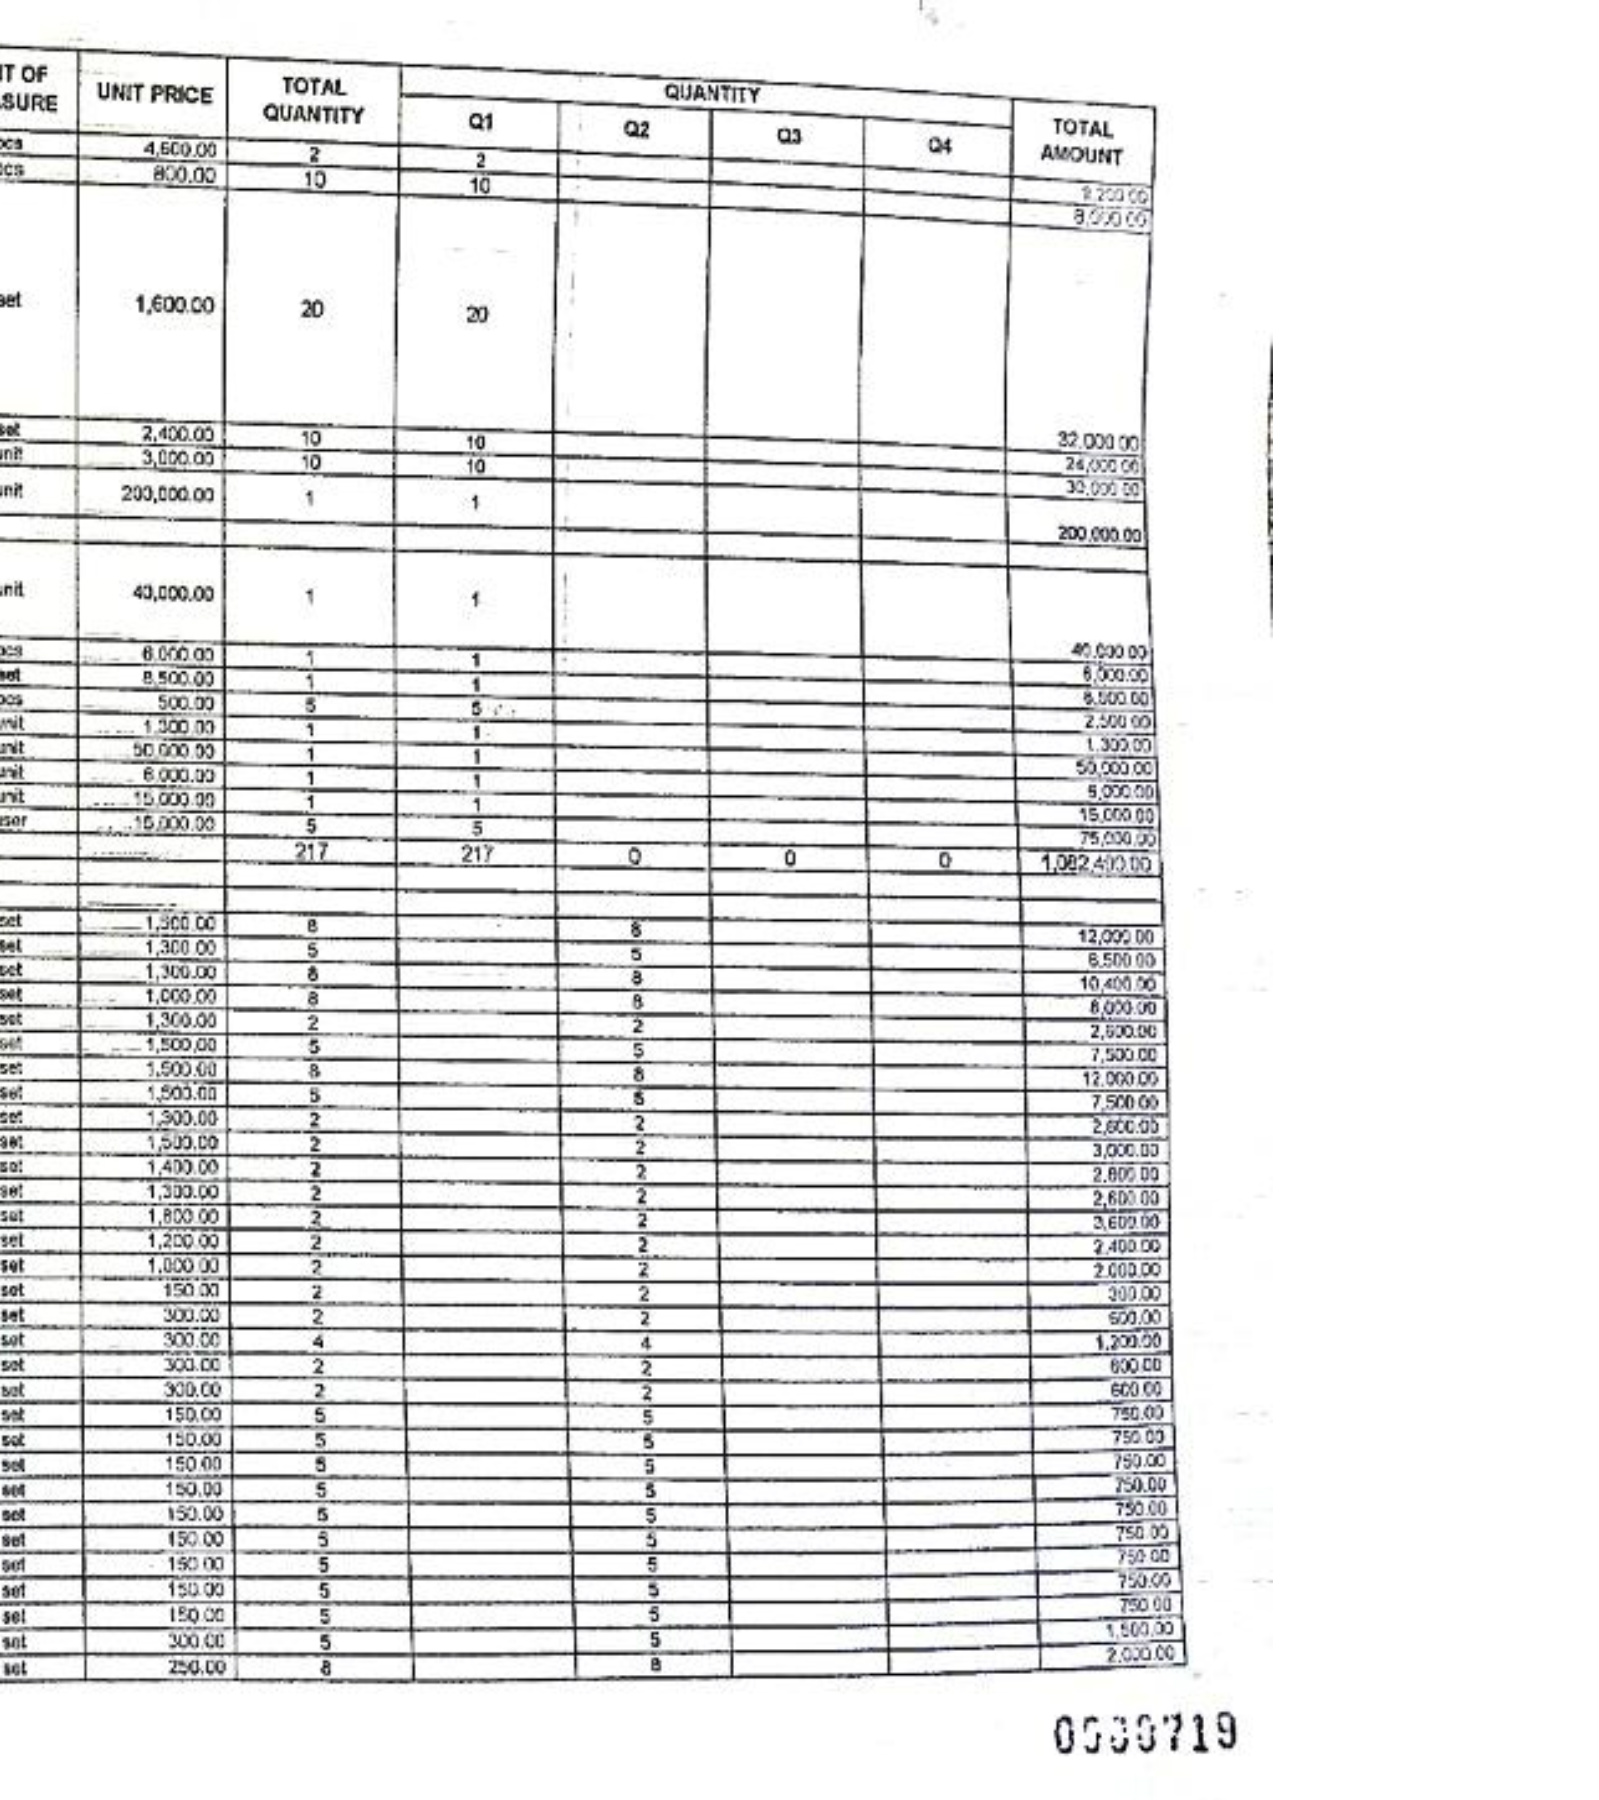 IT OF
ASURE UNIT PRICE TOTAL QUANTITY QUANTITY TOTAL AMOUNT
Q1 Q2 Q3 Q4
pcs 4,600.00 2 2 9,200.00
pcs 800.00 10 10 8,000.00
set 1,600.00 20 20 32,000.00
set 2,400.00 10 10 24,000.00
unit 3,000.00 10 10 30,000.00
unit 200,000.00 1 1 200,000.00
unit 40,000.00 1 1 40,000.00
pcs 6,000.00 1 1 6,000.00
set 8,500.00 1 1 8,500.00
pcs 500.00 5 5 2,500.00
unit 1,300.00 1 1 1,300.00
unit 50,000.00 1 1 50,000.00
unit 6,000.00 1 1 6,000.00
unit 15,000.00 1 1 15,000.00
user 15,000.00 5 5 75,000.00
217 217 0 0 0 1,082,400.00
set 1,500.00 8 8 12,000.00
set 1,300.00 5 5 6,500.00
set 1,300.00 8 8 10,400.00
set 1,000.00 8 8 8,000.00
set 1,300.00 2 2 2,600.00
set 1,500.00 5 5 7,500.00
set 1,500.00 8 8 12,000.00
set 1,500.00 5 5 7,500.00
set 1,300.00 2 2 2,600.00
set 1,500.00 2 2 3,000.00
set 1,400.00 2 2 2,800.00
set 1,300.00 2 2 2,600.00
set 1,800.00 2 2 3,600.00
set 1,200.00 2 2 2,400.00
set 1,000.00 2 2 2,000.00
set 150.00 2 2 300.00
set 300.00 2 2 600.00
set 300.00 4 4 1,200.00
set 300.00 2 2 600.00
set 300.00 2 2 600.00
set 150.00 5 5 750.00
set 150.00 5 5 750.00
set 150.00 5 5 750.00
set 150.00 5 5 750.00
set 150.00 5 5 750.00
set 150.00 5 5 750.00
set 150.00 5 5 750.00
set 150.00 5 5 750.00
set 150.00 5 5 750.00
set 300.00 5 5 1,500.00
set 250.00 8 8 2,000.00